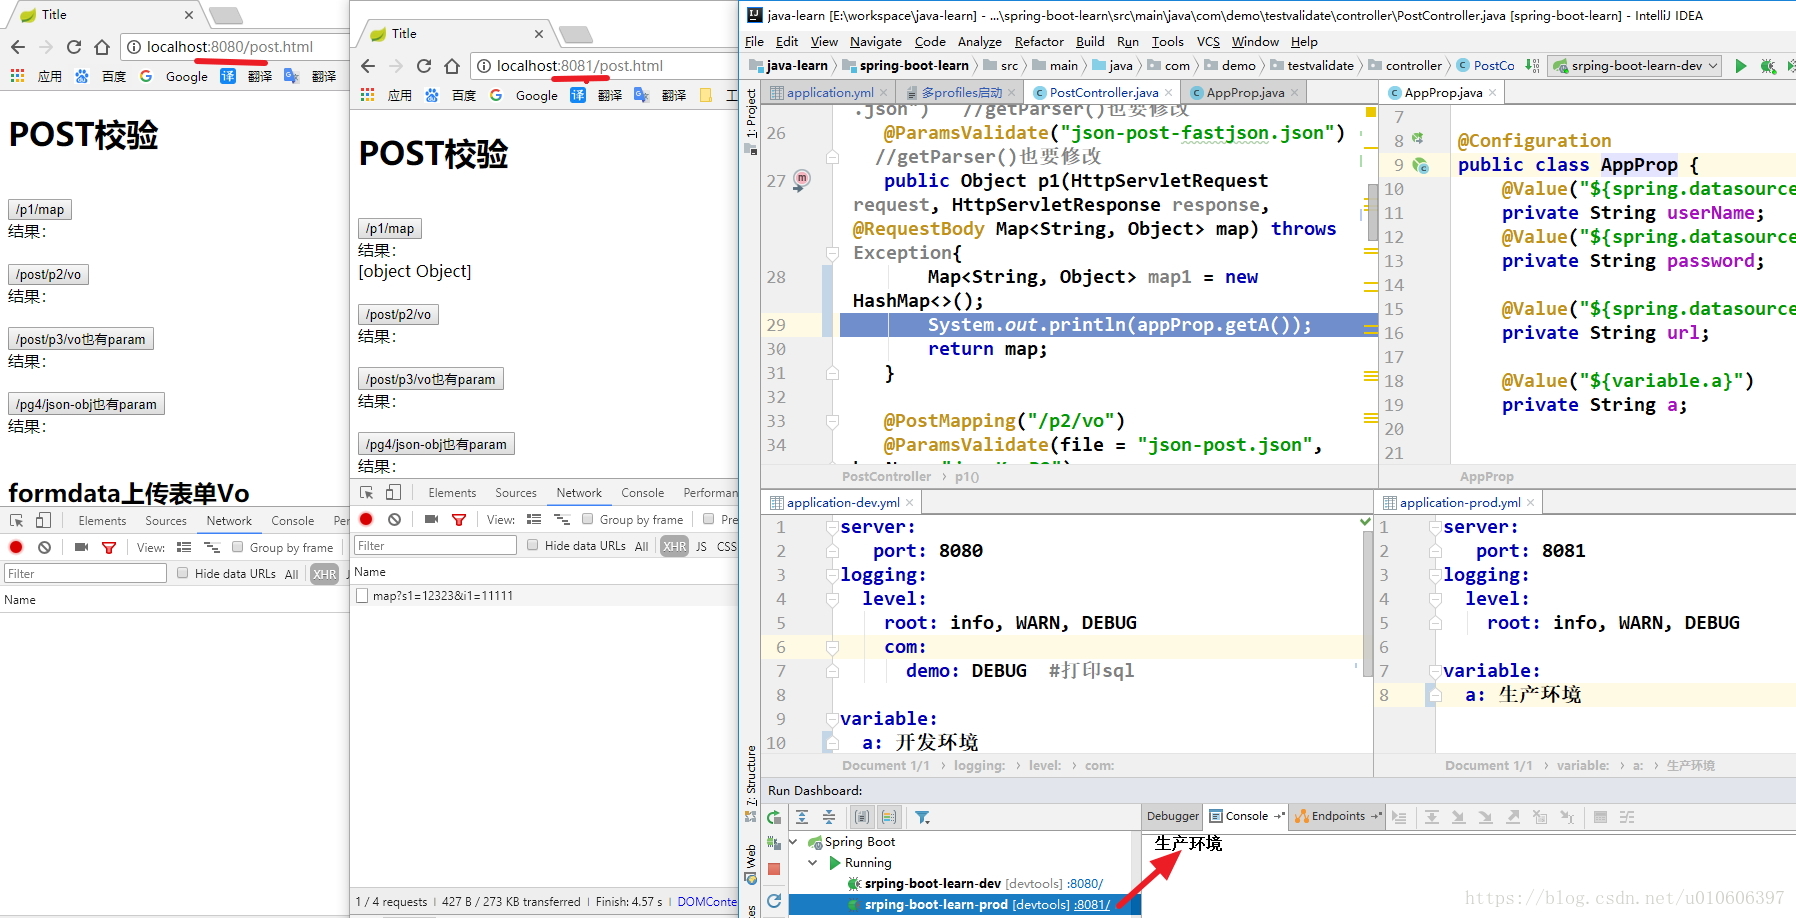 Title
localhost:8080/post.html
应用 百度 Google 翻译 翻译
POST校验
/p1/map
结果:
/post/p2/vo
结果:
/post/p3/vo也有param
结果:
/pg4/json-obj也有param
结果:
formdata上传表单Vo
Elements Sources Network Console Per
View: Group by frame
Filter Hide data URLs All XHR J
Name
Title
localhost:8081/post.html
应用 百度 Google 翻译 翻译 工
POST校验
/p1/map
结果:
[object Object]
/post/p2/vo
结果:
/post/p3/vo也有param
结果:
/pg4/json-obj也有param
结果:
Elements Sources Network Console Performan
View: Group by frame Pre
Filter Hide data URLs All XHR JS CSS
Name
map?s1=12323&i1=11111
1 / 4 requests | 427 B / 273 KB transferred | Finish: 4.57 s | DOMConte
java-learn [E:\workspace\java-learn] - ...\spring-boot-learn\src\main\java\com\demo\testvalidate\controller\PostController.java [spring-boot-learn] - IntelliJ IDEA
File Edit View Navigate Code Analyze Refactor Build Run Tools VCS Window Help
java-learn spring-boot-learn src main java com demo testvalidate controller PostCo srping-boot-learn-dev
1: Project
application.yml 多profiles启动 PostController.java AppProp.java
.json") //getParser()也要修改
26 @ParamsValidate("json-post-fastjson.json")
//getParser()也要修改
27 public Object p1(HttpServletRequest
request, HttpServletResponse response,
@RequestBody Map<String, Object> map) throws
Exception{
28 Map<String, Object> map1 = new
HashMap<>();
29 System.out.println(appProp.getA());
30 return map;
31 }
32
33 @PostMapping("/p2/vo")
34 @ParamsValidate(file = "json-post.json",
PostController p1()
AppProp.java
7
8 @Configuration
9 public class AppProp {
10 @Value("${spring.datasource
11 private String userName;
12 @Value("${spring.datasource
13 private String password;
14
15 @Value("${spring.datasource
16 private String url;
17
18 @Value("${variable.a}")
19 private String a;
20
21
AppProp
application-dev.yml
1 server:
2 port: 8080
3 logging:
4 level:
5 root: info, WARN, DEBUG
6 com:
7 demo: DEBUG #打印sql
8
9 variable:
10 a: 开发环境
Document 1/1 logging: level: com:
application-prod.yml
1 server:
2 port: 8081
3 logging:
4 level:
5 root: info, WARN, DEBUG
6
7 variable:
8 a: 生产环境
Document 1/1 variable: a: 生产环境
7: Structure
Web
Run Dashboard:
Debugger Console Endpoints
Spring Boot
Running
srping-boot-learn-dev [devtools] :8080/
srping-boot-learn-prod [devtools] :8081/
生产环境
https://blog.csdn.net/u010606397